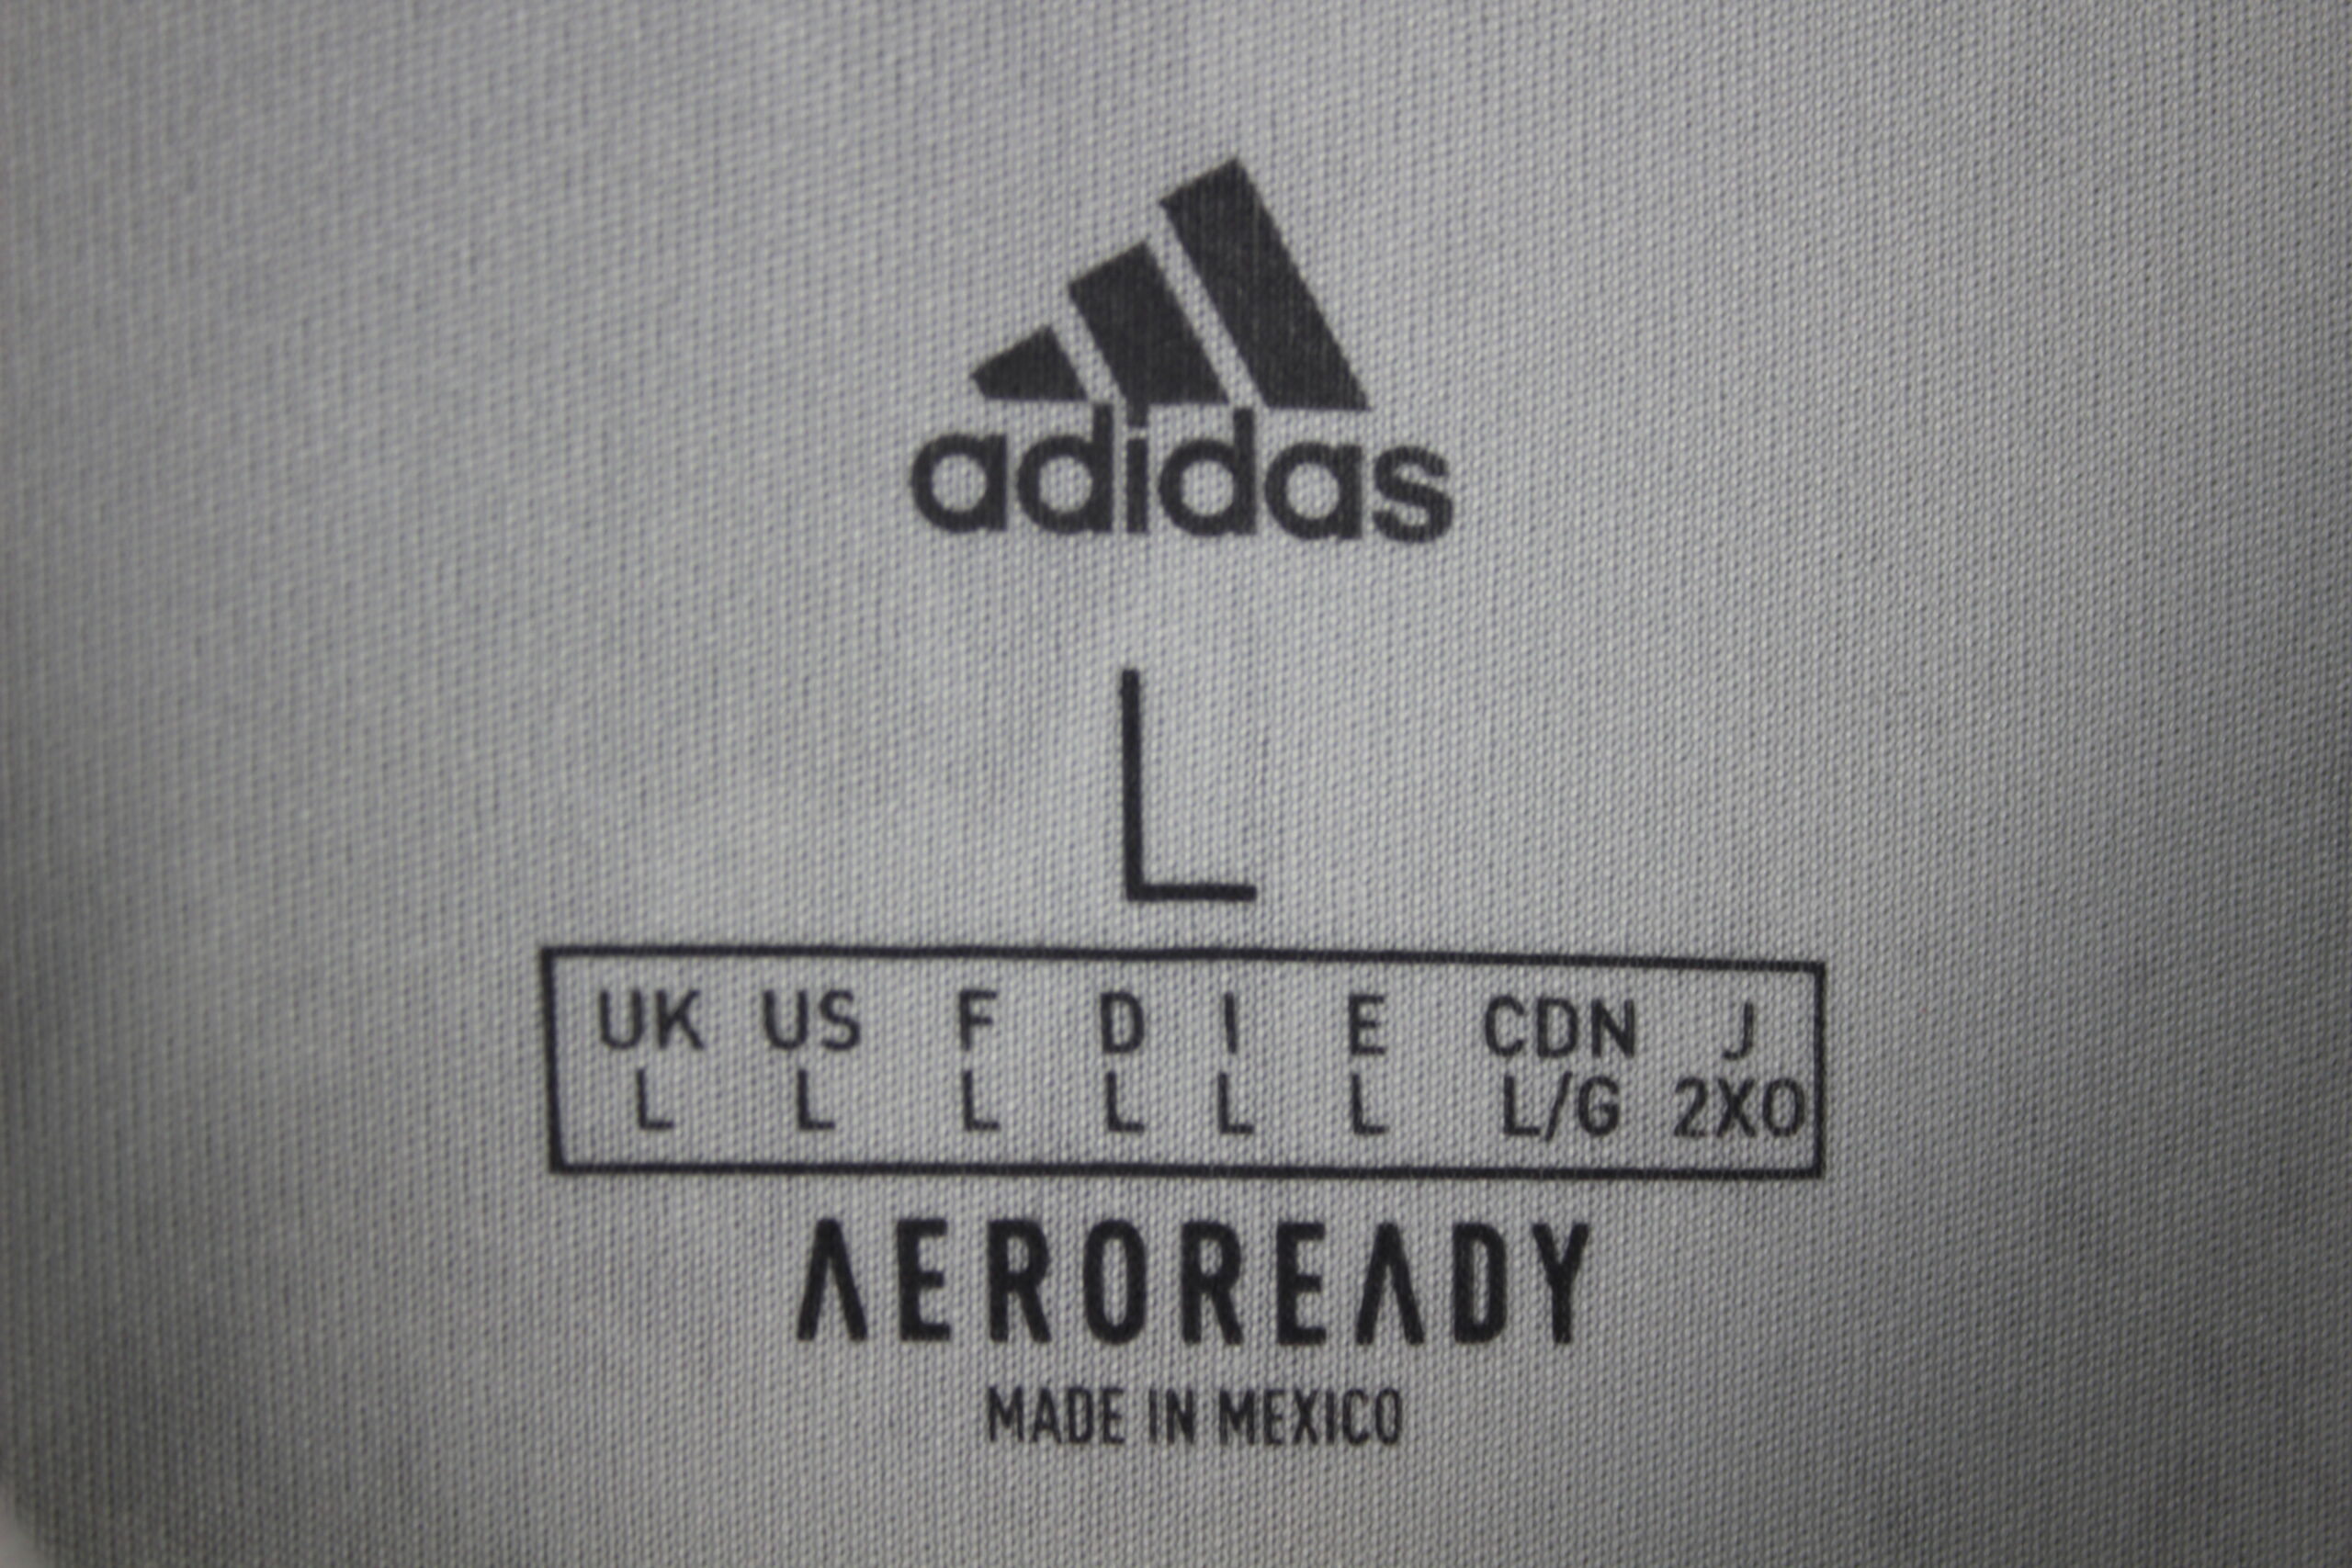 adidas
L
UK US F D I E CDN J
L L L L L L L/G 2XO
AEROREADY
MADE IN MEXICO